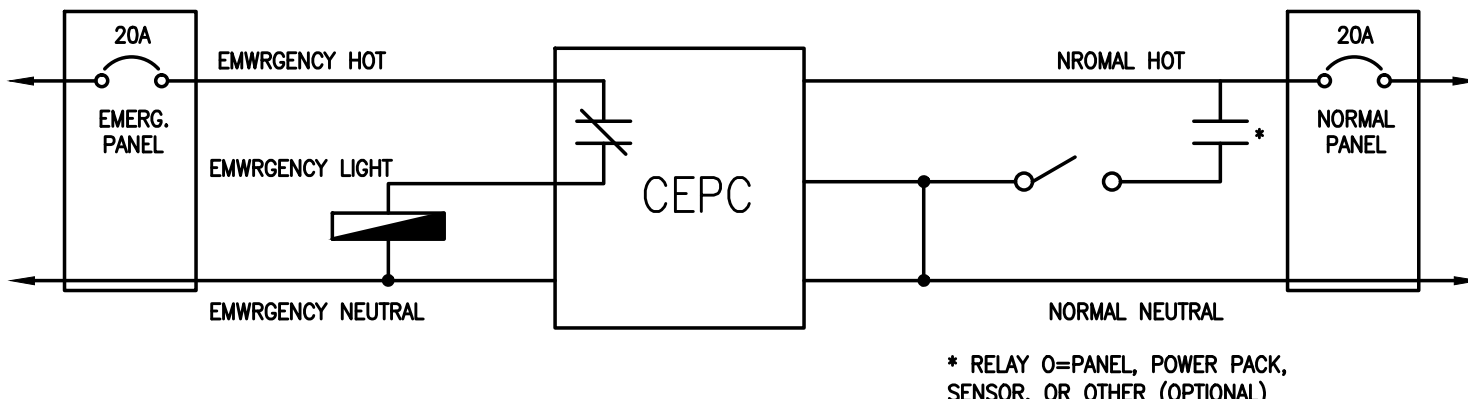 20A
EMERG.
PANEL
EMWRGENCY HOT
EMWRGENCY LIGHT
EMWRGENCY NEUTRAL
CEPC
NROMAL HOT
*
NORMAL NEUTRAL
20A
NORMAL
PANEL
* RELAY O=PANEL, POWER PACK,
SENSOR, OR OTHER (OPTIONAL)